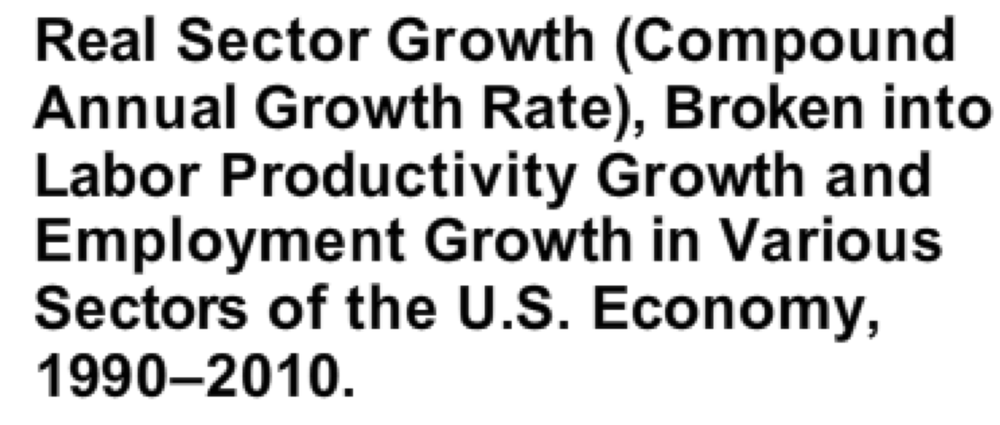 Real Sector Growth (Compound
Annual Growth Rate), Broken into
Labor Productivity Growth and
Employment Growth in Various
Sectors of the U.S. Economy,
1990–2010.